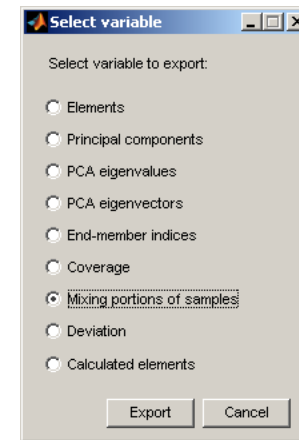 Select variable
Select variable to export:
Elements
Principal components
PCA eigenvalues
PCA eigenvectors
End-member indices
Coverage
Mixing portions of samples
Deviation
Calculated elements
Export Cancel